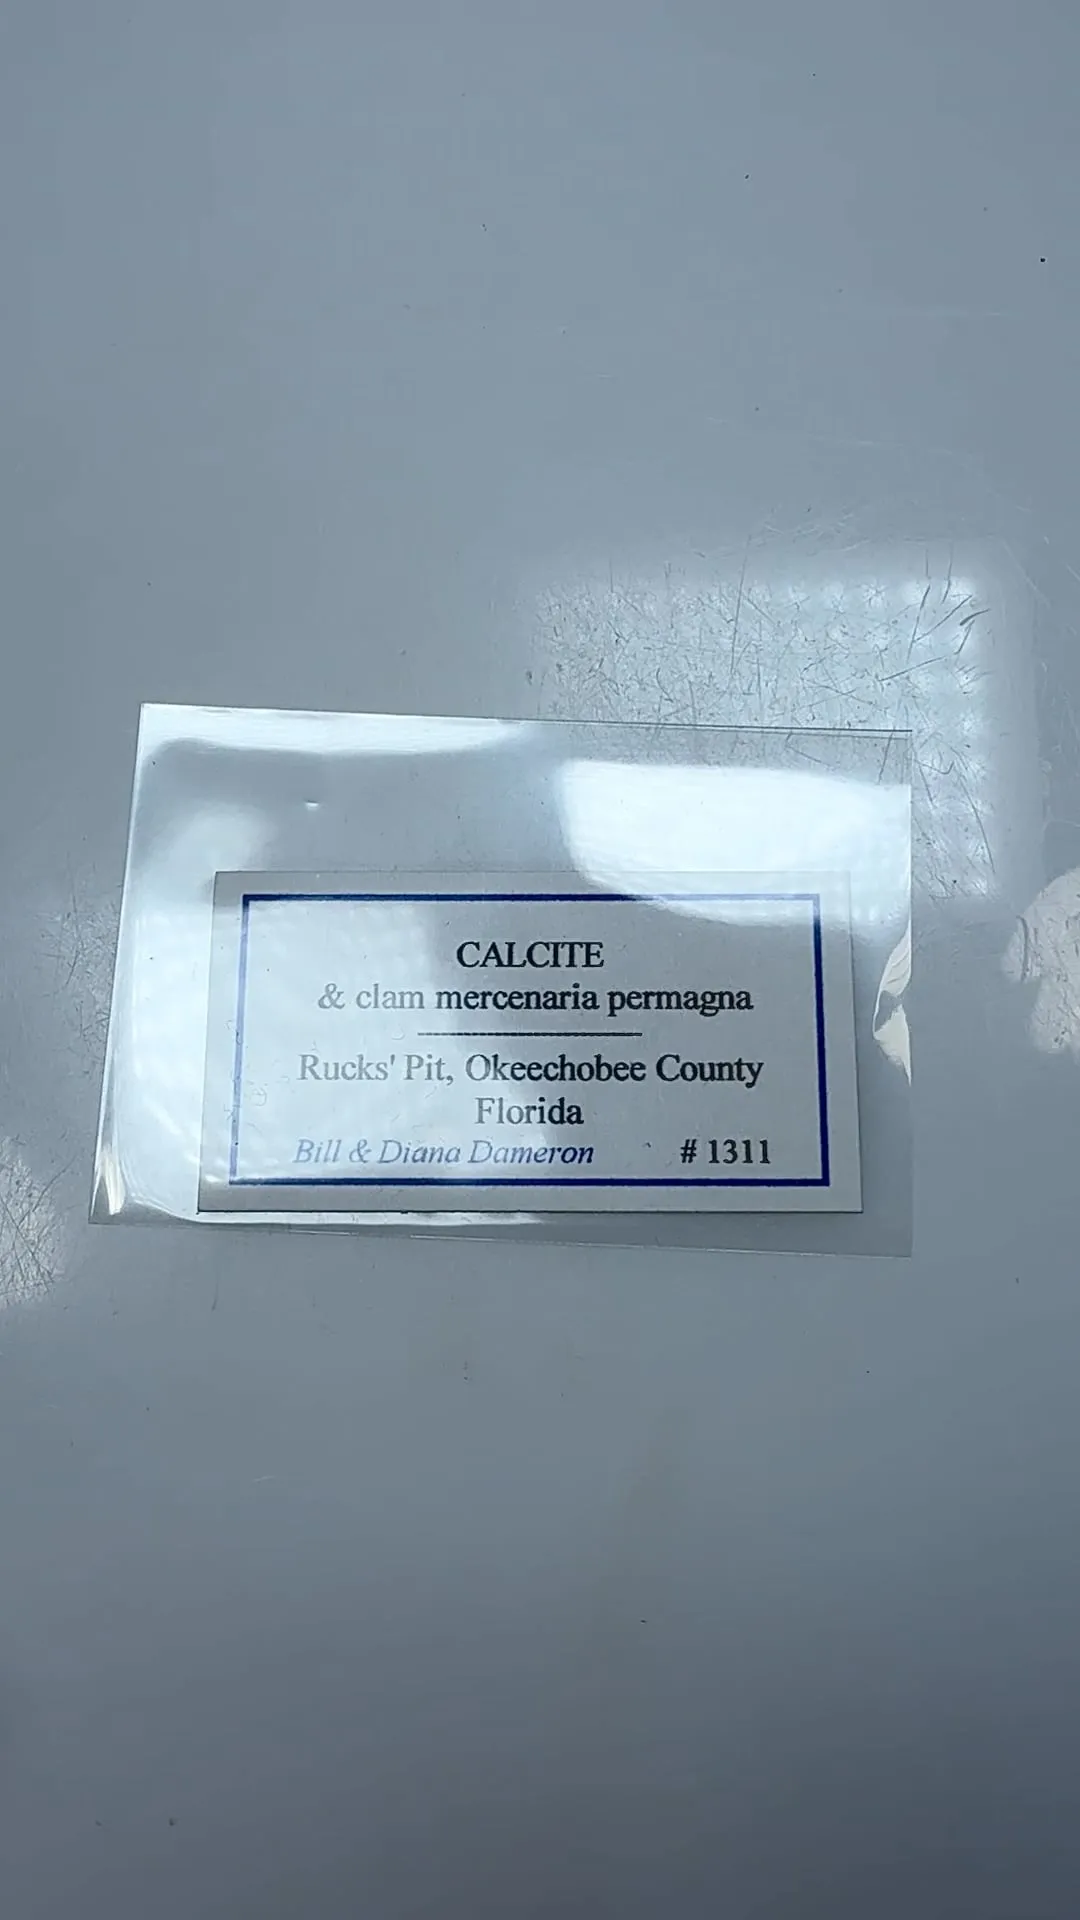 CALCITE
& clam mercenaria permagna
Rucks' Pit, Okeechobee County
Florida
Bill & Diana Dameron # 1311